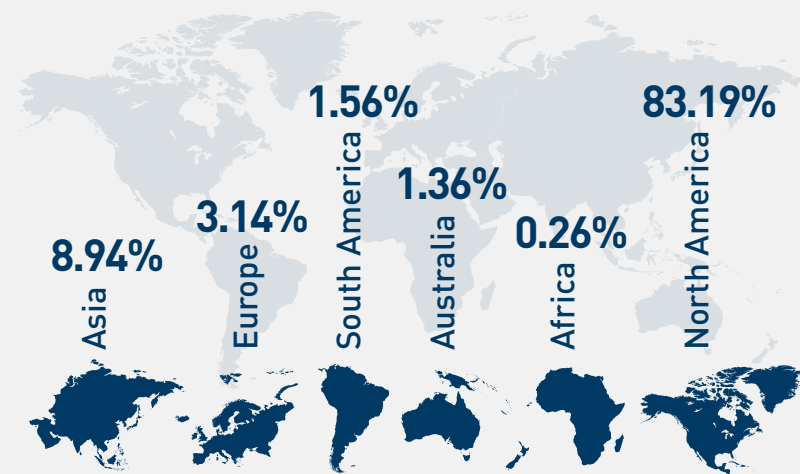 8.94%
Asia
3.14%
Europe
1.56%
South America
1.36%
Australia
0.26%
Africa
83.19%
North America